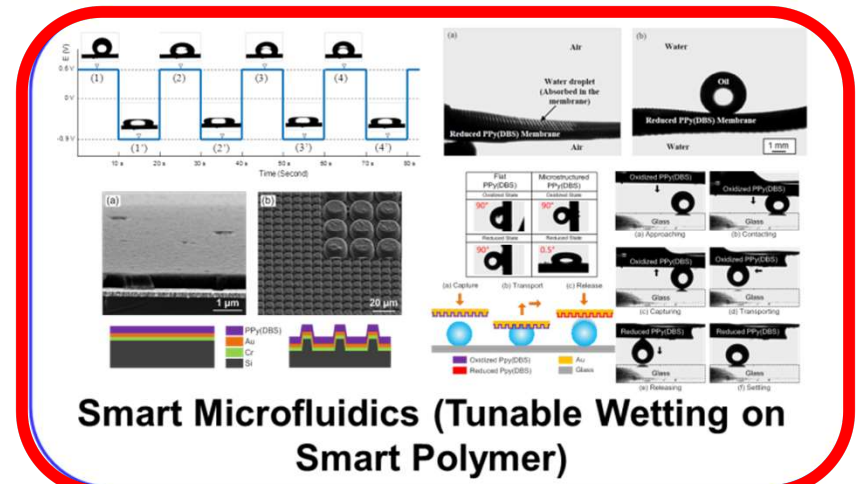 E (V)
0.6 V
0 V
-0.9 V
(1)
(2)
(3)
(4)
(1')
(2')
(3')
(4')
10 s
20 s
30 s
40 s
50 s
60 s
70 s
80 s
Time (Second)
(a)
Air
Water droplet
(Absorbed in the
membrane)
Reduced PPy(DBS) Membrane
Air
(b)
Water
Oil
Reduced PPy(DBS) Membrane
Water
1 mm
(a)
1 µm
(b)
20 µm
PPy(DBS)
Au
Cr
Si
Flat
PPy(DBS)
Microstructured
PPy(DBS)
Oxidized State
Oxidized State
90°
90°
Reduced State
Reduced State
90°
0.5°
(a) Capture
(b) Transport
(c) Release
Oxidized Ppy(DBS)
Au
Reduced Ppy(DBS)
Glass
Oxidized PPy(DBS)
Glass
(a) Approaching
Oxidized PPy(DBS)
Glass
(b) Contacting
Oxidized PPy(DBS)
Glass
(c) Capturing
Oxidized PPy(DBS)
Glass
(d) Transporting
Reduced PPy(DBS)
Glass
(e) Releasing
Reduced PPy(DBS)
Glass
(f) Settling
Smart Microfluidics (Tunable Wetting on
Smart Polymer)